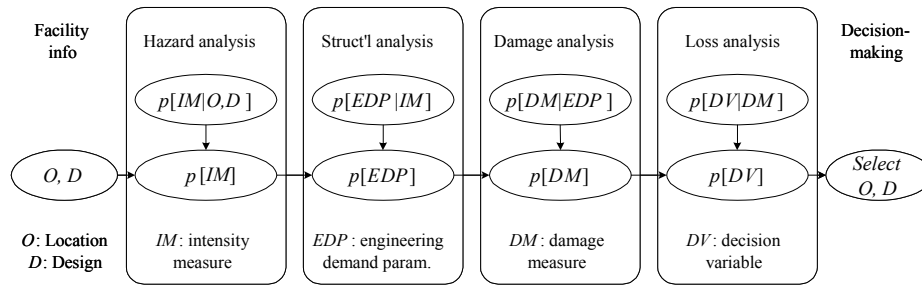 Facility
info
Hazard analysis
Struct'l analysis
Damage analysis
Loss analysis
Decision-
making
p[IM|O,D ]
p[EDP |IM]
p[DM|EDP ]
p[DV|DM]
O, D
p[IM]
p[EDP]
p[DM]
p[DV]
Select
O, D
O: Location
D: Design
IM: intensity
measure
EDP : engineering
demand param.
DM: damage
measure
DV: decision
variable